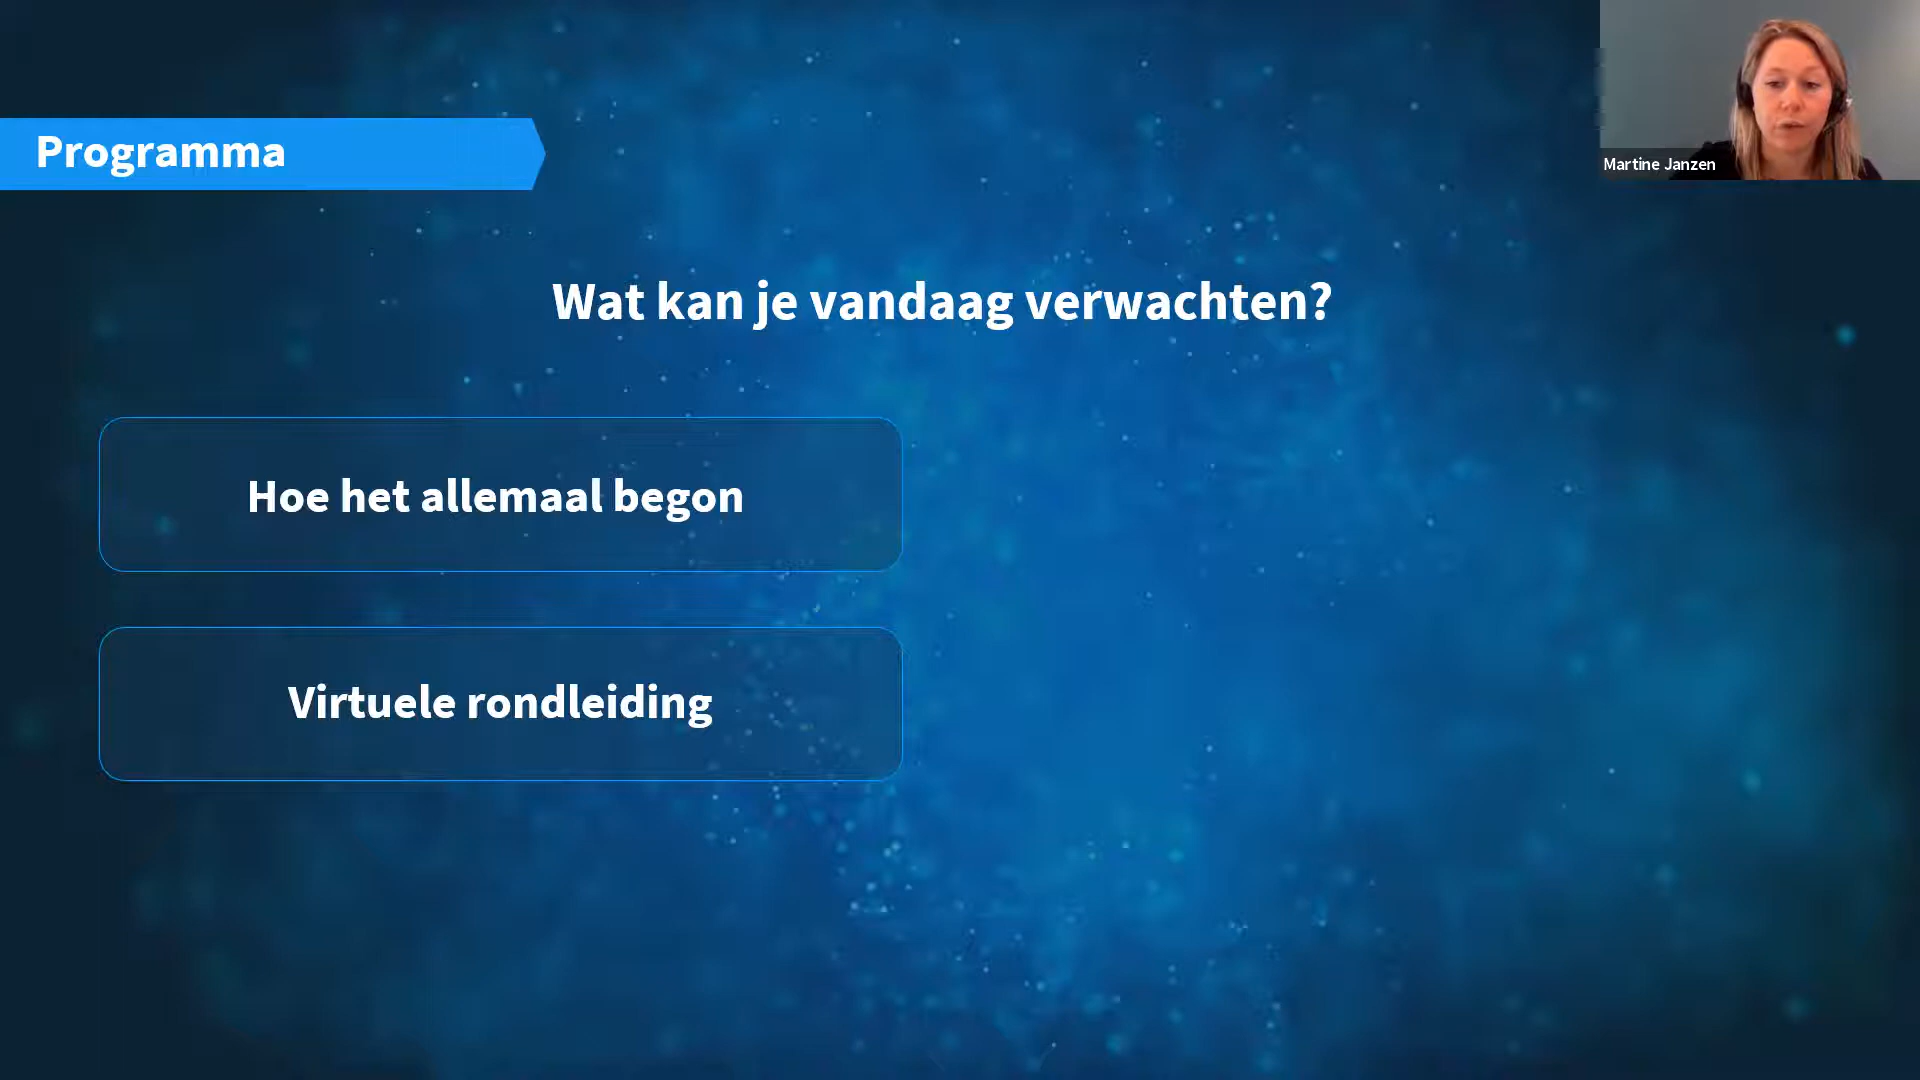 Programma
Martine Janzen
Wat kan je vandaag verwachten?
Hoe het allemaal begon
Virtuele rondleiding